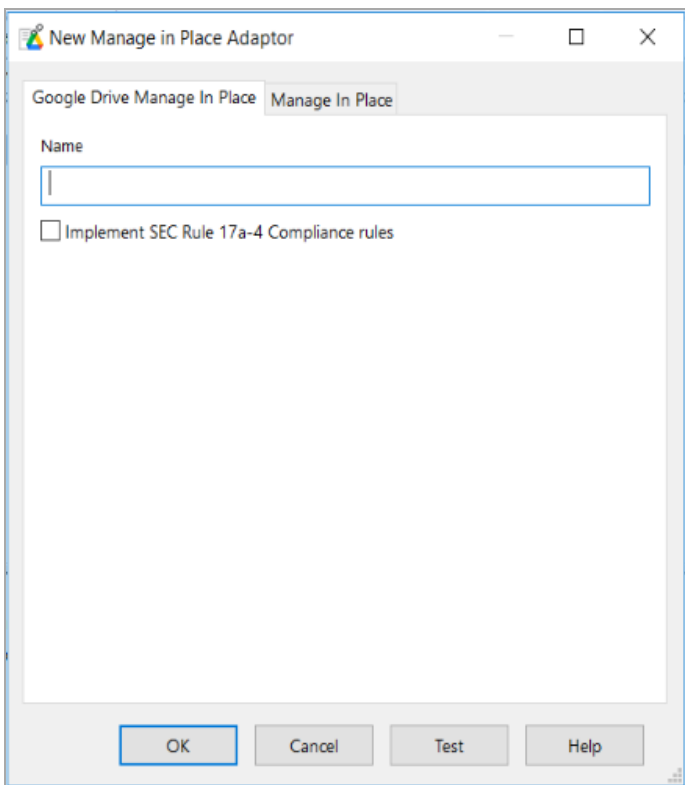 New Manage in Place Adaptor
Google Drive Manage In Place Manage In Place
Name
Implement SEC Rule 17a-4 Compliance rules
OK Cancel Test Help